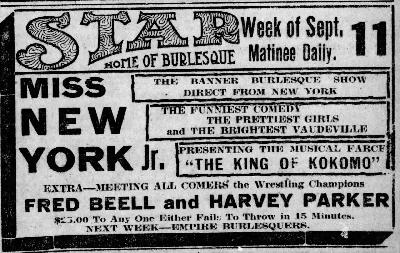 STAR
HOME OF BURLESQUE
Week of Sept. 11
Matinee Daily.
MISS
NEW
YORK Jr.
THE BANNER BURLESQUE SHOW
DIRECT FROM NEW YORK
THE FUNNIEST COMEDY
THE PRETTIEST GIRLS
and THE BRIGHTEST VAUDEVILLE
PRESENTING THE MUSICAL FARCE
"THE KING OF KOKOMO"
EXTRA—MEETING ALL COMERS the Wrestling Champions
FRED BEELL and HARVEY PARKER
$25.00 To Any One Either Fails To Throw in 15 Minutes.
NEXT WEEK—EMPIRE BURLESQUERS.